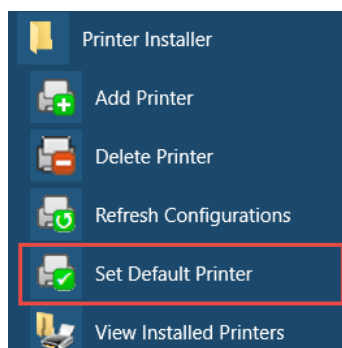 Printer Installer
Add Printer
Delete Printer
Refresh Configurations
Set Default Printer
View Installed Printers